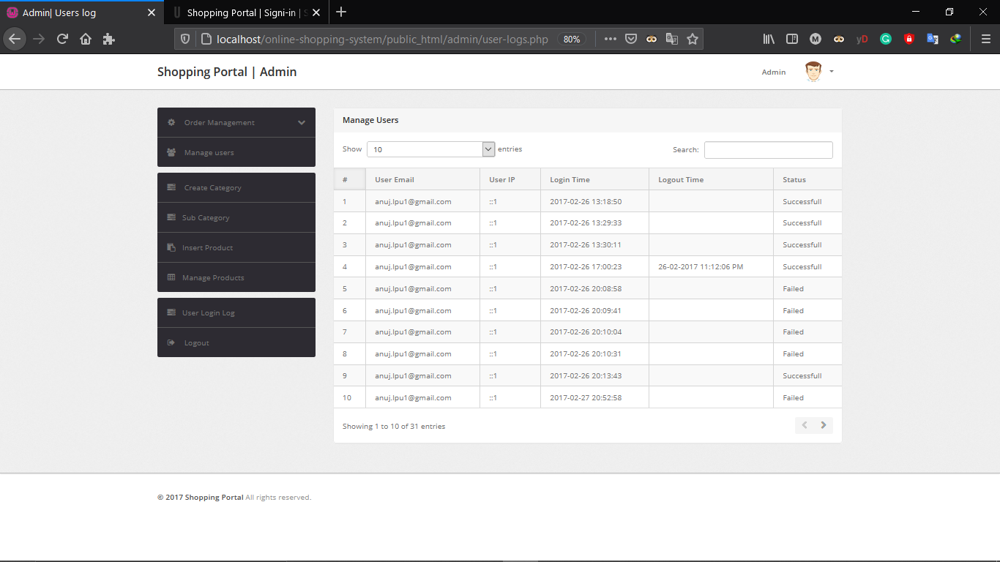 Admin| Users log
Shopping Portal | Signi-in |
localhost/online-shopping-system/public_html/admin/user-logs.php 80%
Shopping Portal | Admin
Admin
Order Management
Manage users
Create Category
Sub Category
Insert Product
Manage Products
User Login Log
Logout
Manage Users
Show 10 entries
Search:
# User Email User IP Login Time Logout Time Status
1 anuj.lpu1@gmail.com ::1 2017-02-26 13:18:50 Successfull
2 anuj.lpu1@gmail.com ::1 2017-02-26 13:29:33 Successfull
3 anuj.lpu1@gmail.com ::1 2017-02-26 13:30:11 Successfull
4 anuj.lpu1@gmail.com ::1 2017-02-26 17:00:23 26-02-2017 11:12:06 PM Successfull
5 anuj.lpu1@gmail.com ::1 2017-02-26 20:08:58 Failed
6 anuj.lpu1@gmail.com ::1 2017-02-26 20:09:41 Failed
7 anuj.lpu1@gmail.com ::1 2017-02-26 20:10:04 Failed
8 anuj.lpu1@gmail.com ::1 2017-02-26 20:10:31 Failed
9 anuj.lpu1@gmail.com ::1 2017-02-26 20:13:43 Successfull
10 anuj.lpu1@gmail.com ::1 2017-02-27 20:52:58 Failed
Showing 1 to 10 of 31 entries
© 2017 Shopping Portal All rights reserved.